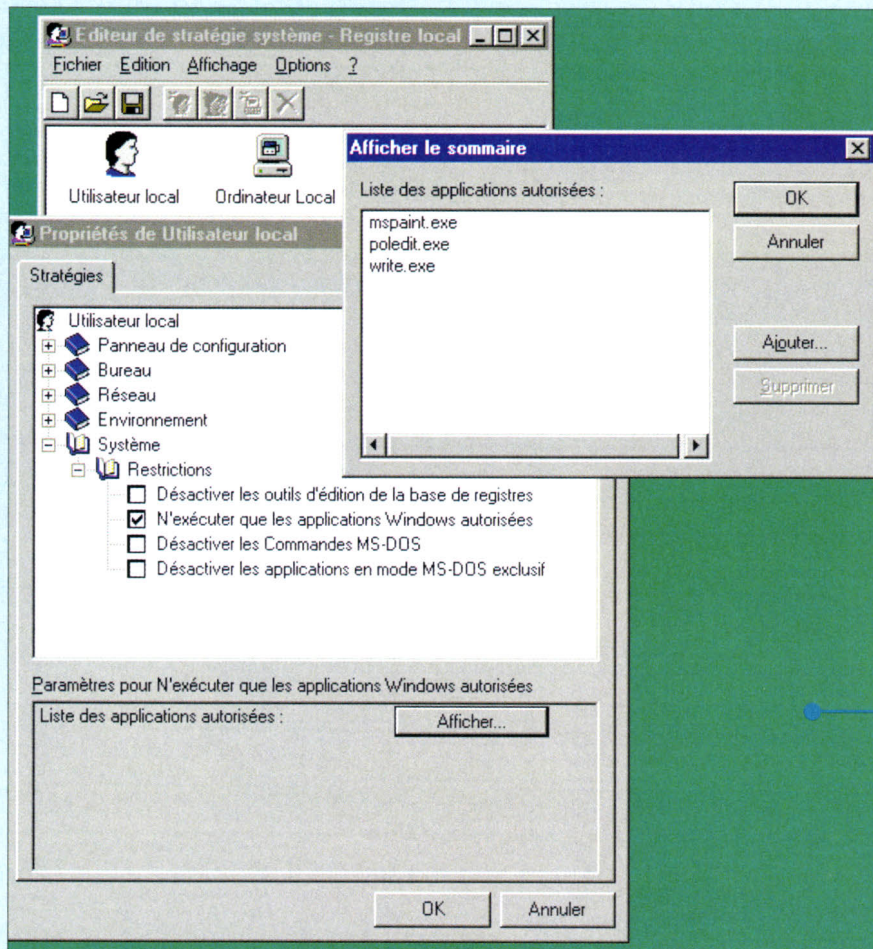 Editeur de stratégie système - Registre local
Fichier Edition Affichage Options ?
Utilisateur local Ordinateur Local
Afficher le sommaire
Liste des applications autorisées :
mspaint.exe
poledit.exe
write.exe
OK
Annuler
Ajouter...
Supprimer
Propriétés de Utilisateur local
Stratégies
Utilisateur local
Panneau de configuration
Bureau
Réseau
Environnement
Système
Restrictions
Désactiver les outils d'édition de la base de registres
N'exécuter que les applications Windows autorisées
Désactiver les Commandes MS-DOS
Désactiver les applications en mode MS-DOS exclusif
Paramètres pour N'exécuter que les applications Windows autorisées
Liste des applications autorisées : Afficher...
OK Annuler